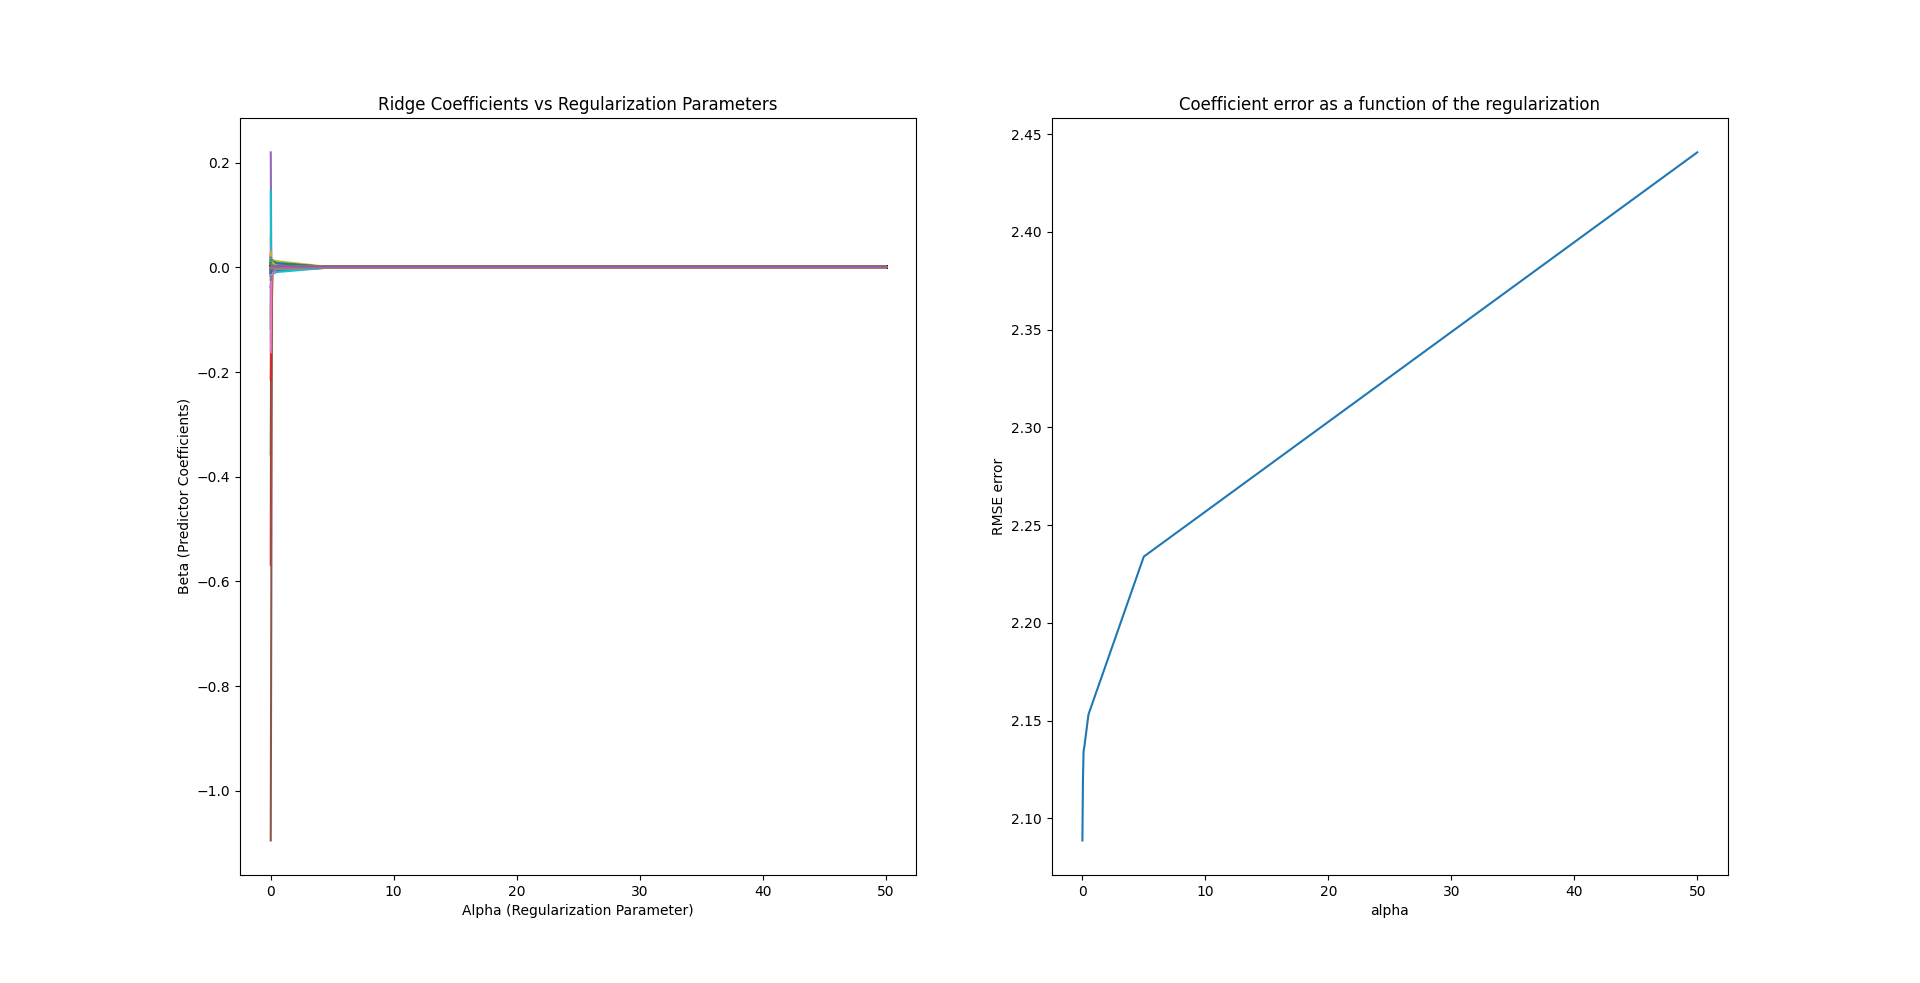 Ridge Coefficients vs Regularization Parameters
0.2
0.0
−0.2
−0.4
−0.6
−0.8
−1.0
Beta (Predictor Coefficients)
0 10 20 30 40 50
Alpha (Regularization Parameter)
Coefficient error as a function of the regularization
2.45
2.40
2.35
2.30
2.25
2.20
2.15
2.10
RMSE error
0 10 20 30 40 50
alpha